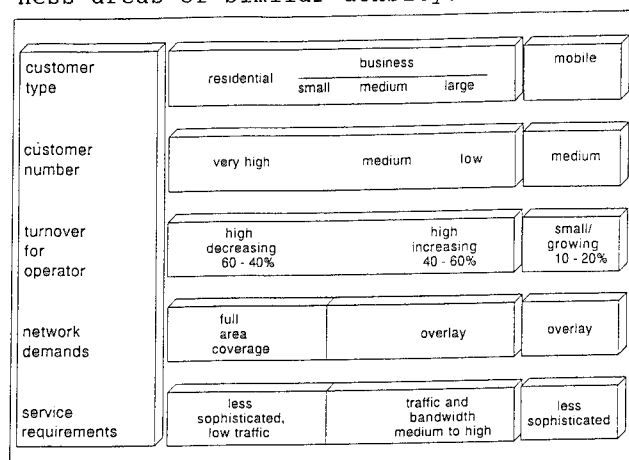 ness areas of similar density.
customer type
residential
business
small medium large
mobile
customer number
very high medium low
medium
turnover for operator
high decreasing 60 - 40%
high increasing 40 - 60%
small/ growing 10 - 20%
network demands
full area coverage
overlay
overlay
service requirements
less sophisticated, low traffic
traffic and bandwidth medium to high
less sophisticated